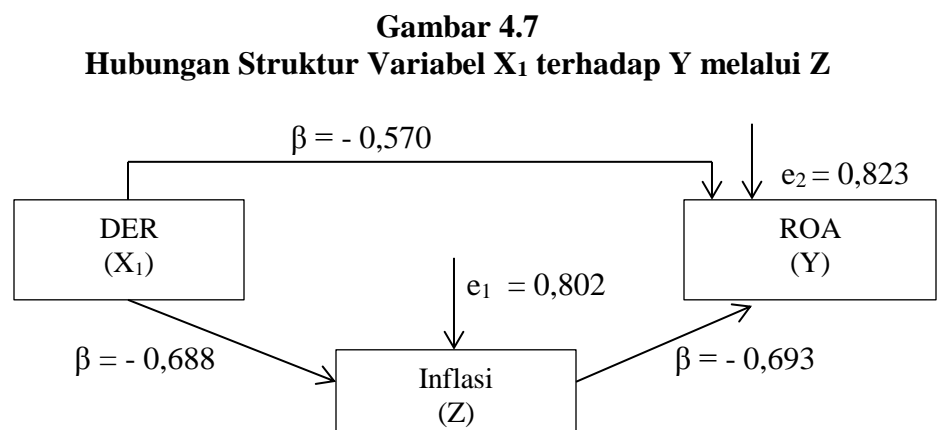 Gambar 4.7
Hubungan Struktur Variabel X₁ terhadap Y melalui Z
β = - 0,570
e₂ = 0,823
DER
(X₁)
ROA
(Y)
e₁ = 0,802
β = - 0,688
β = - 0,693
Inflasi
(Z)